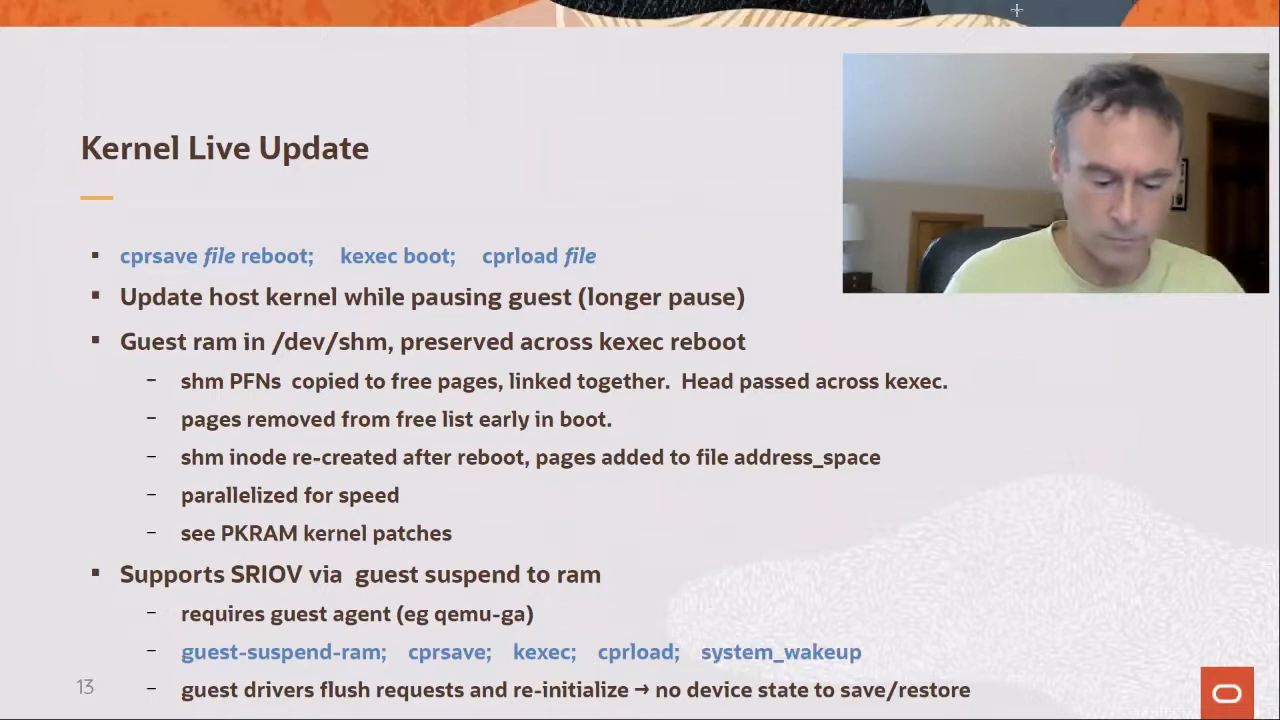 Kernel Live Update
▪ cprsave file reboot; kexec boot; cprload file
▪ Update host kernel while pausing guest (longer pause)
▪ Guest ram in /dev/shm, preserved across kexec reboot
– shm PFNs copied to free pages, linked together. Head passed across kexec.
– pages removed from free list early in boot.
– shm inode re-created after reboot, pages added to file address_space
– parallelized for speed
– see PKRAM kernel patches
▪ Supports SRIOV via guest suspend to ram
– requires guest agent (eg qemu-ga)
– guest-suspend-ram; cprsave; kexec; cprload; system_wakeup
– guest drivers flush requests and re-initialize → no device state to save/restore
13